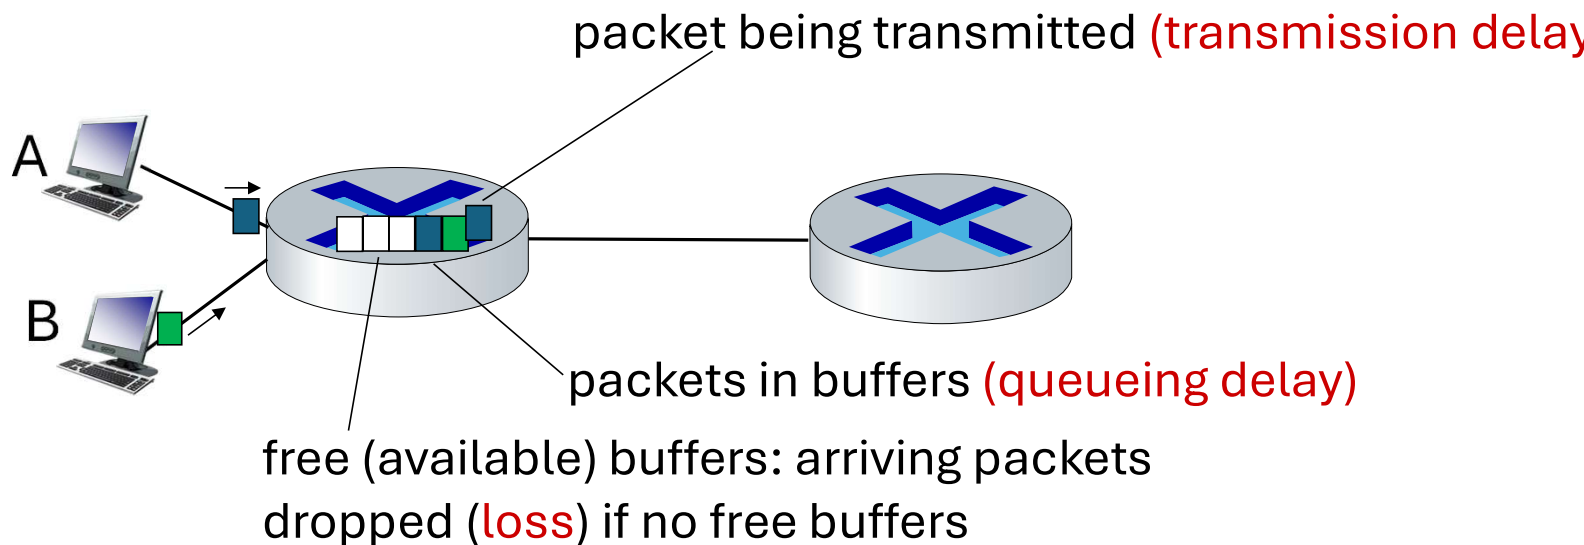 packet being transmitted (transmission delay
A
B
packets in buffers (queueing delay)
free (available) buffers: arriving packets
dropped (loss) if no free buffers